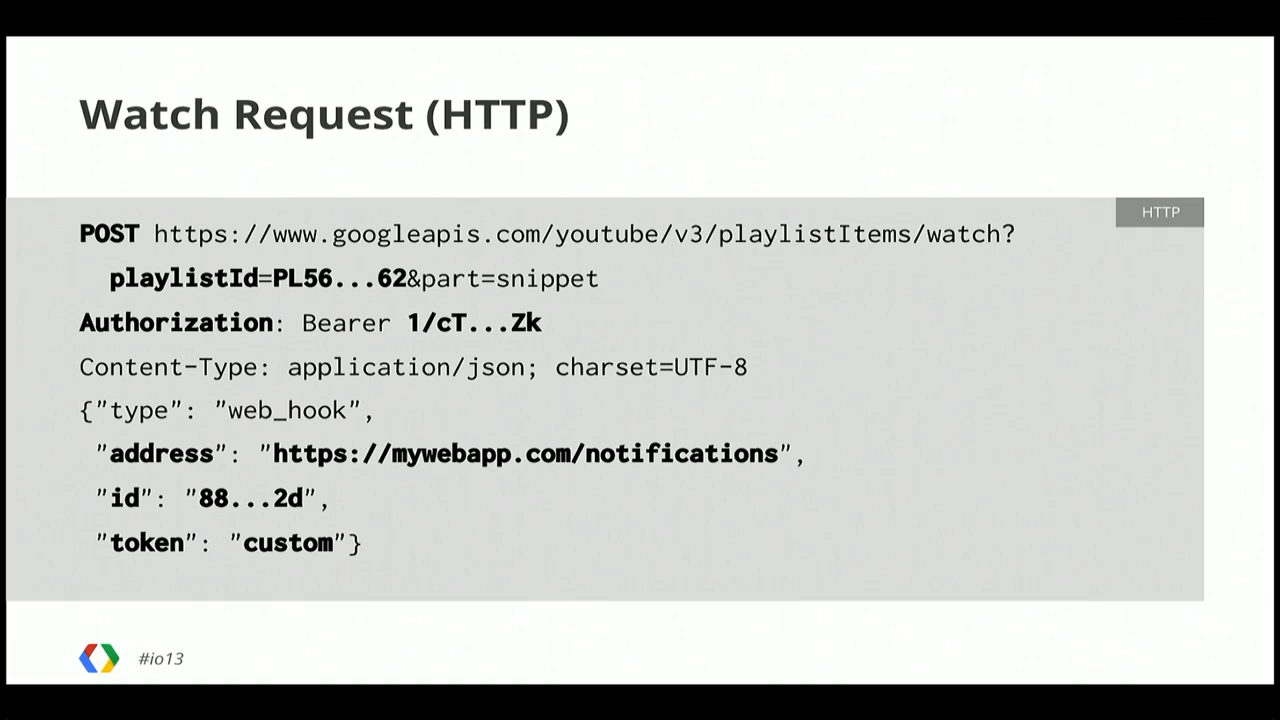 Watch Request (HTTP)
HTTP
POST https://www.googleapis.com/youtube/v3/playlistItems/watch?
playlistId=PL56...62&part=snippet
Authorization: Bearer 1/cT...Zk
Content-Type: application/json; charset=UTF-8
{"type": "web_hook",
"address": "https://mywebapp.com/notifications",
"id": "88...2d",
"token": "custom"}
#io13